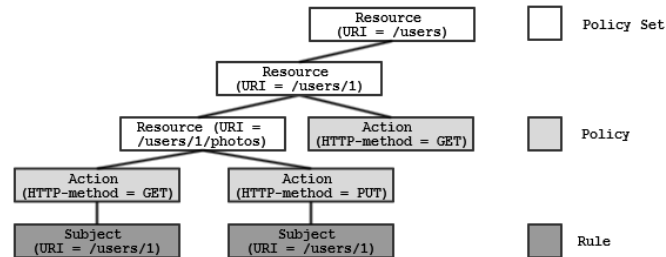 Resource
(URI = /users)
Policy Set
Resource
(URI = /users/1)
Resource (URI =
/users/1/photos)
Action
(HTTP-method = GET)
Policy
Action
(HTTP-method = GET)
Action
(HTTP-method = PUT)
Subject
(URI = /users/1)
Subject
(URI = /users/1)
Rule